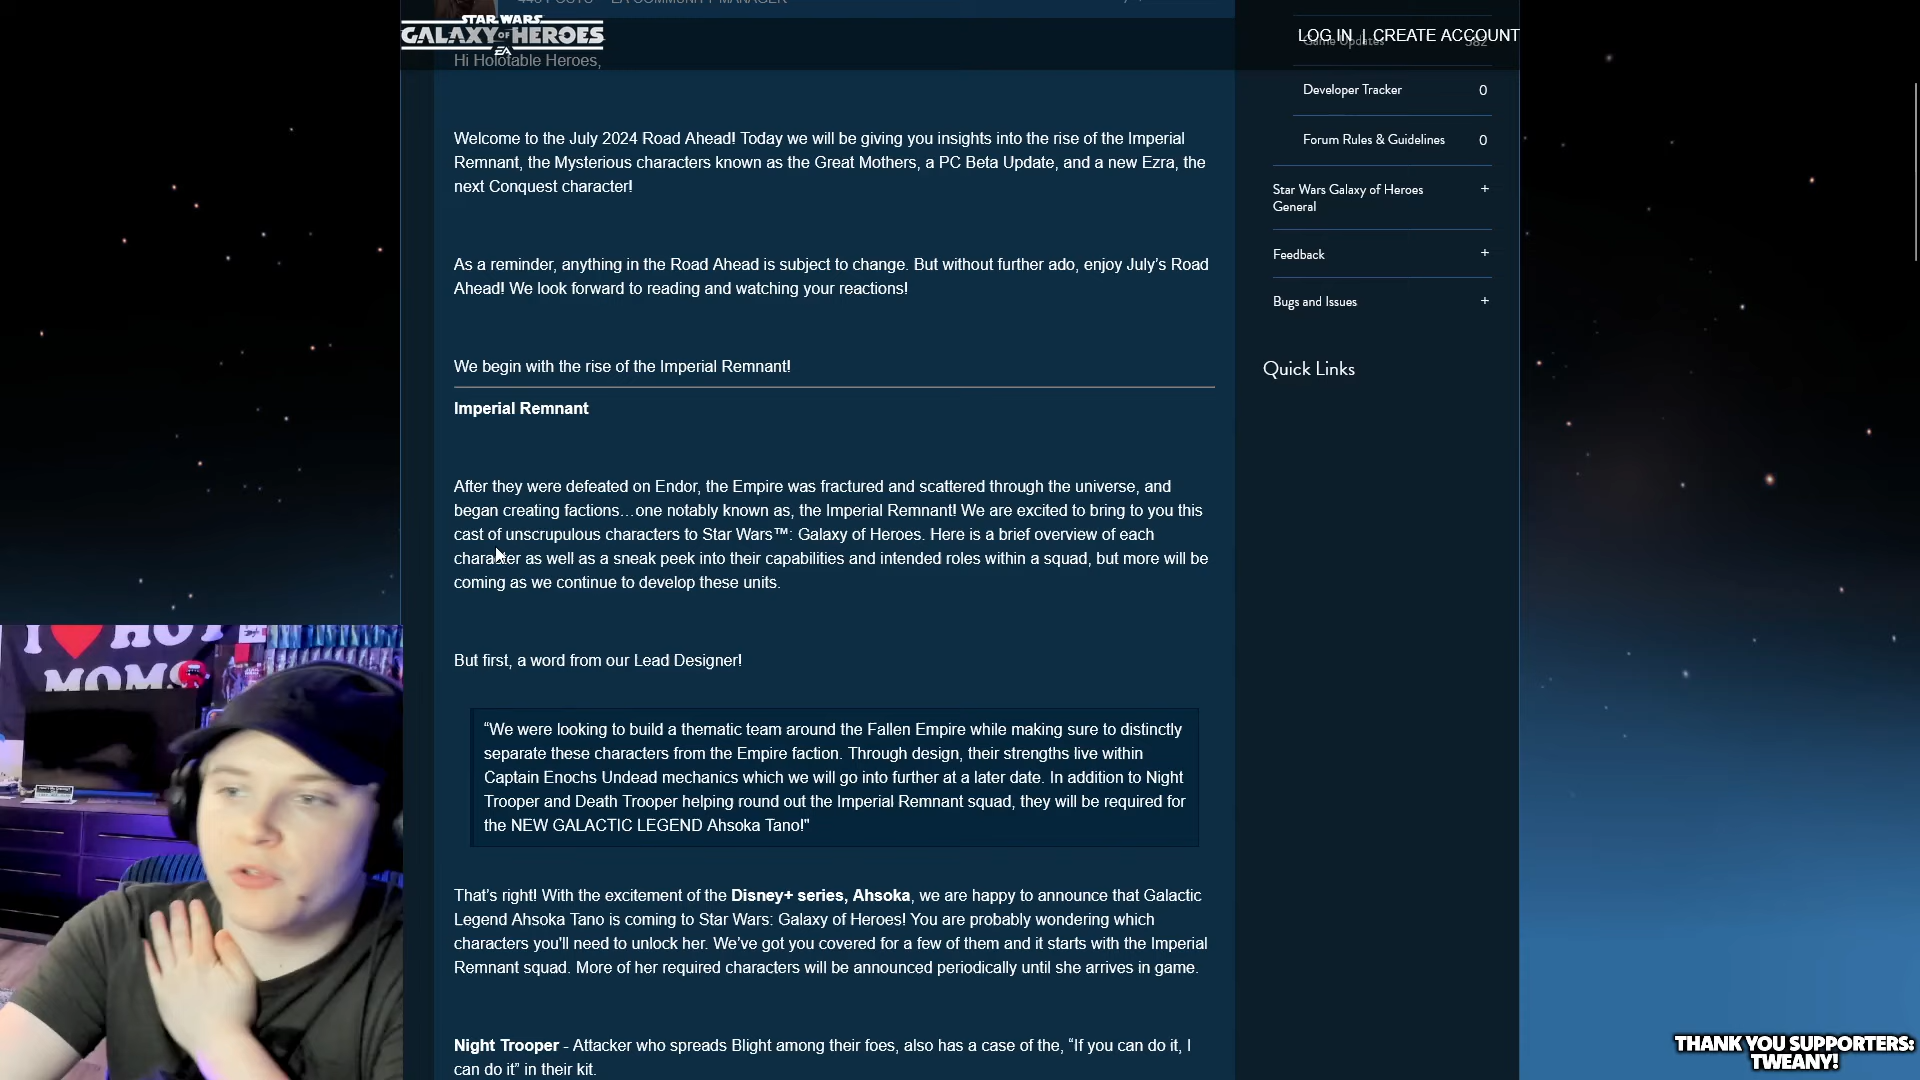 STAR WARS
GALAXY OF HEROES
EA
LOG IN | CREATE ACCOUNT
Hi Holotable Heroes,
Welcome to the July 2024 Road Ahead! Today we will be giving you insights into the rise of the Imperial
Remnant, the Mysterious characters known as the Great Mothers, a PC Beta Update, and a new Ezra, the
next Conquest character!
As a reminder, anything in the Road Ahead is subject to change. But without further ado, enjoy July’s Road
Ahead! We look forward to reading and watching your reactions!
We begin with the rise of the Imperial Remnant!
Imperial Remnant
After they were defeated on Endor, the Empire was fractured and scattered through the universe, and
began creating factions…one notably known as, the Imperial Remnant! We are excited to bring to you this
cast of unscrupulous characters to Star Wars™: Galaxy of Heroes. Here is a brief overview of each
character as well as a sneak peek into their capabilities and intended roles within a squad, but more will be
coming as we continue to develop these units.
But first, a word from our Lead Designer!
“We were looking to build a thematic team around the Fallen Empire while making sure to distinctly
separate these characters from the Empire faction. Through design, their strengths live within
Captain Enochs Undead mechanics which we will go into further at a later date. In addition to Night
Trooper and Death Trooper helping round out the Imperial Remnant squad, they will be required for
the NEW GALACTIC LEGEND Ahsoka Tano!"
That’s right! With the excitement of the Disney+ series, Ahsoka, we are happy to announce that Galactic
Legend Ahsoka Tano is coming to Star Wars: Galaxy of Heroes! You are probably wondering which
characters you'll need to unlock her. We’ve got you covered for a few of them and it starts with the Imperial
Remnant squad. More of her required characters will be announced periodically until she arrives in game.
Night Trooper - Attacker who spreads Blight among their foes, also has a case of the, “If you can do it, I
can do it” in their kit.
Game Updates 382
Developer Tracker 0
Forum Rules & Guidelines 0
Star Wars Galaxy of Heroes +
General
Feedback +
Bugs and Issues +
Quick Links
I ❤ HOT
MOMS
THANK YOU SUPPORTERS:
TWEANY!